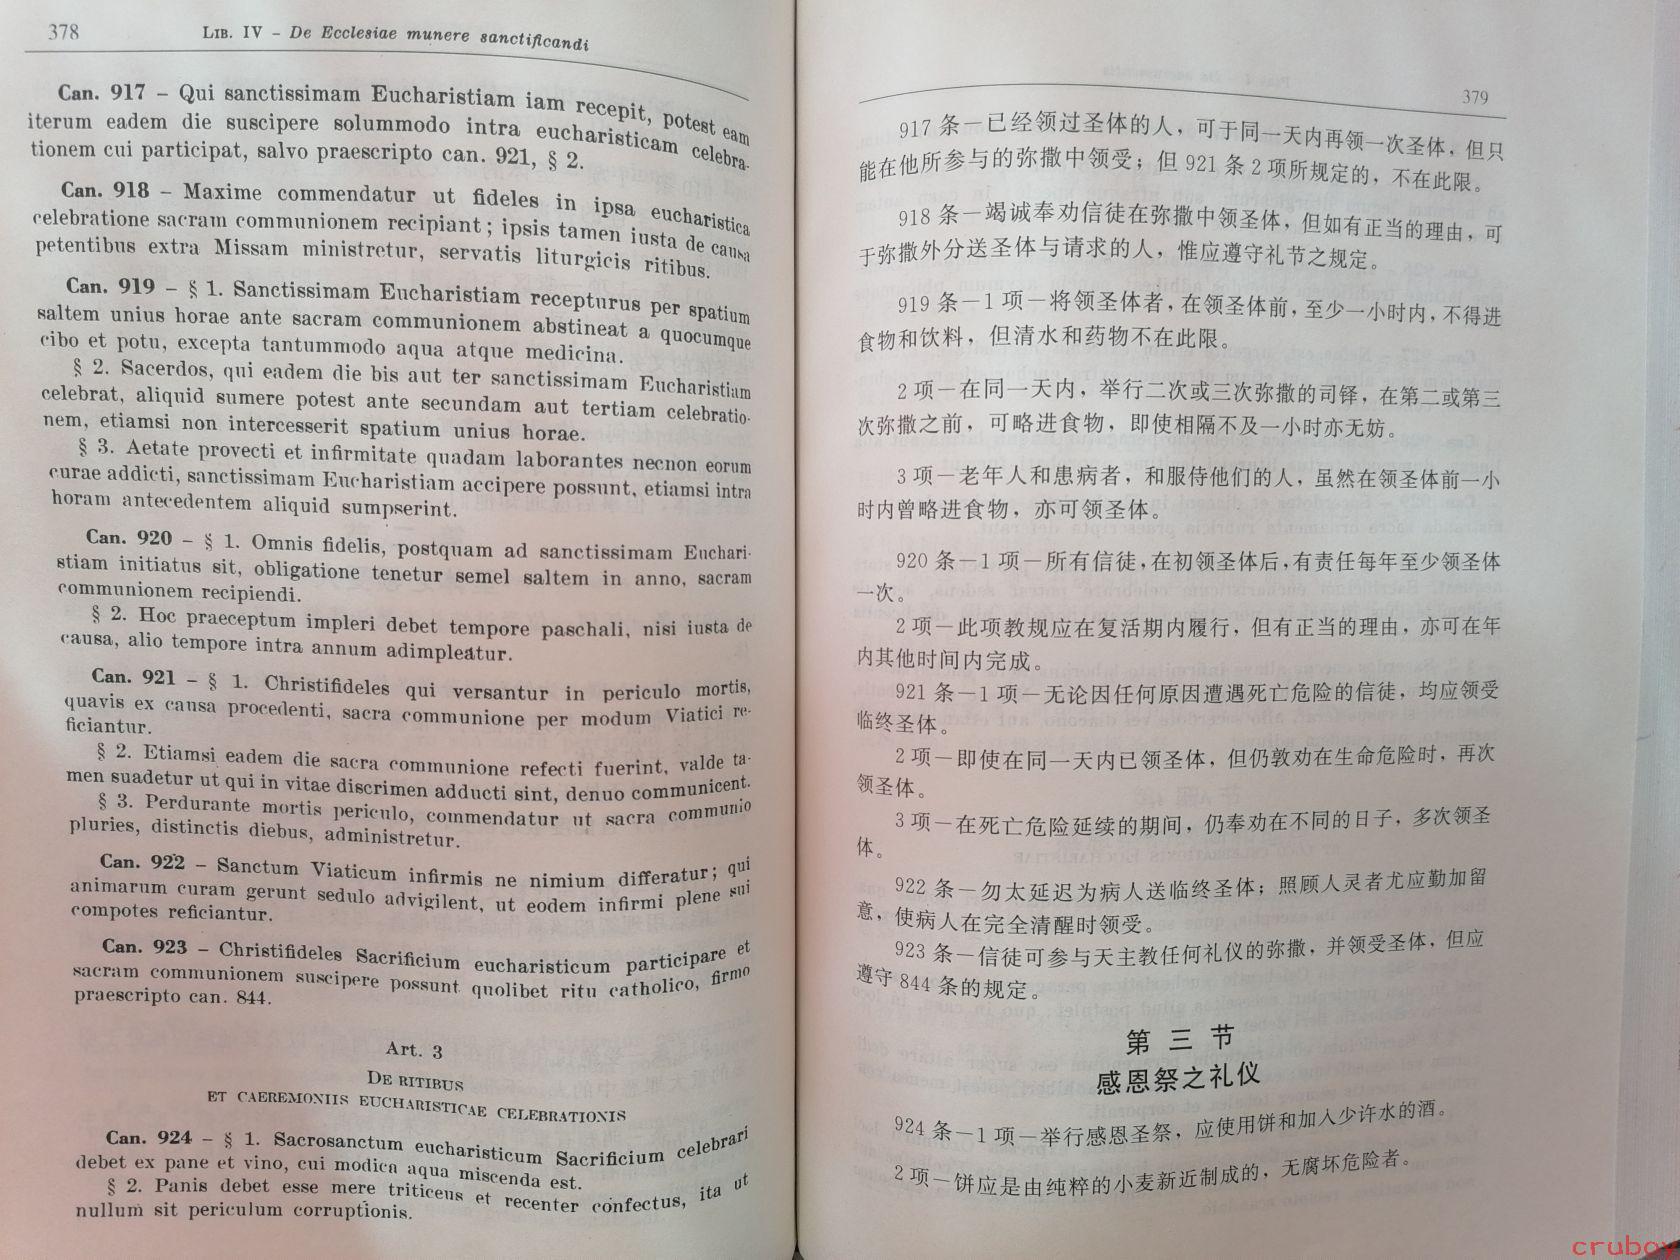 378
LIB. IV – De Ecclesiae munere sanctificandi
Can. 917 – Qui sanctissimam Eucharistiam iam recepit, potest eam
iterum eadem die suscipere solummodo intra eucharisticam celebra-
tionem cui participat, salvo praescripto can. 921, § 2.
Can. 918 – Maxime commendatur ut fideles in ipsa eucharistica
celebratione sacram communionem recipiant; ipsis tamen iusta de causa
petentibus extra Missam ministretur, servatis liturgicis ritibus.
Can. 919 – § 1. Sanctissimam Eucharistiam recepturus per spatium
saltem unius horae ante sacram communionem abstineat a quocumque
cibo et potu, excepta tantummodo aqua atque medicina.
§ 2. Sacerdos, qui eadem die bis aut ter sanctissimam Eucharistiam
celebrat, aliquid sumere potest ante secundam aut tertiam celebratio-
nem, etiamsi non intercesserit spatium unius horae.
§ 3. Aetate provecti et infirmitate quadam laborantes necnon eorum
curae addicti, sanctissimam Eucharistiam accipere possunt, etiamsi intra
horam antecedentem aliquid sumpserint.
Can. 920 – § 1. Omnis fidelis, postquam ad sanctissimam Euchari-
stiam initiatus sit, obligatione tenetur semel saltem in anno, sacram
communionem recipiendi.
§ 2. Hoc praeceptum impleri debet tempore paschali, nisi iusta de
causa, alio tempore intra annum adimpleatur.
Can. 921 – § 1. Christifideles qui versantur in periculo mortis,
quavis ex causa procedenti, sacra communione per modum Viatici re-
ficiantur.
§ 2. Etiamsi eadem die sacra communione refecti fuerint, valde ta-
men suadetur ut qui in vitae discrimen adducti sint, denuo communicent.
§ 3. Perdurante mortis periculo, commendatur ut sacra communio
pluries, distinctis diebus, administretur.
Can. 922 – Sanctum Viaticum infirmis ne nimium differatur; qui
animarum curam gerunt sedulo advigilent, ut eodem infirmi plene sui
compotes reficiantur.
Can. 923 – Christifideles Sacrificium eucharisticum participare et
sacram communionem suscipere possunt quolibet ritu catholico, firmo
praescripto can. 844.
Art. 3
DE RITIBUS
ET CAEREMONIIS EUCHARISTICAE CELEBRATIONIS
Can. 924 – § 1. Sacrosanctum eucharisticum Sacrificium celebrari
debet ex pane et vino, cui modica aqua miscenda est.
§ 2. Panis debet esse mere triticeus et recenter confectus, ita ut
nullum sit periculum corruptionis.
379
917 条－已经领过圣体的人，可于同一天内再领一次圣体，但只
能在他所参与的弥撒中领受；但 921 条 2 项所规定的，不在此限。
918 条－竭诚奉劝信徒在弥撒中领圣体，但如有正当的理由，可
于弥撒外分送圣体与请求的人，惟应遵守礼节之规定。
919 条－1 项－将领圣体者，在领圣体前，至少一小时内，不得进
食物和饮料，但清水和药物不在此限。
2 项－在同一天内，举行二次或三次弥撒的司铎，在第二或第三
次弥撒之前，可略进食物，即使相隔不及一小时亦无妨。
3 项－老年人和患病者，和服侍他们的人，虽然在领圣体前一小
时内曾略进食物，亦可领圣体。
920 条－1 项－所有信徒，在初领圣体后，有责任每年至少领圣体
一次。
2 项－此项教规应在复活期内履行，但有正当的理由，亦可在年
内其他时间内完成。
921 条－1 项－无论因任何原因遭遇死亡危险的信徒，均应领受
临终圣体。
2 项－即使在同一天内已领圣体，但仍敦劝在生命危险时，再次
领圣体。
3 项－在死亡危险延续的期间，仍奉劝在不同的日子，多次领圣
体。
922 条－勿太延迟为病人送临终圣体；照顾人灵者尤应勤加留
意，使病人在完全清醒时领受。
923 条－信徒可参与天主教任何礼仪的弥撒，并领受圣体，但应
遵守 844 条的规定。
第 三 节
感恩祭之礼仪
924 条－1 项－举行感恩圣祭，应使用饼和加入少许水的酒。
2 项－饼应是由纯粹的小麦新近制成的，无腐坏危险者。
cruboy